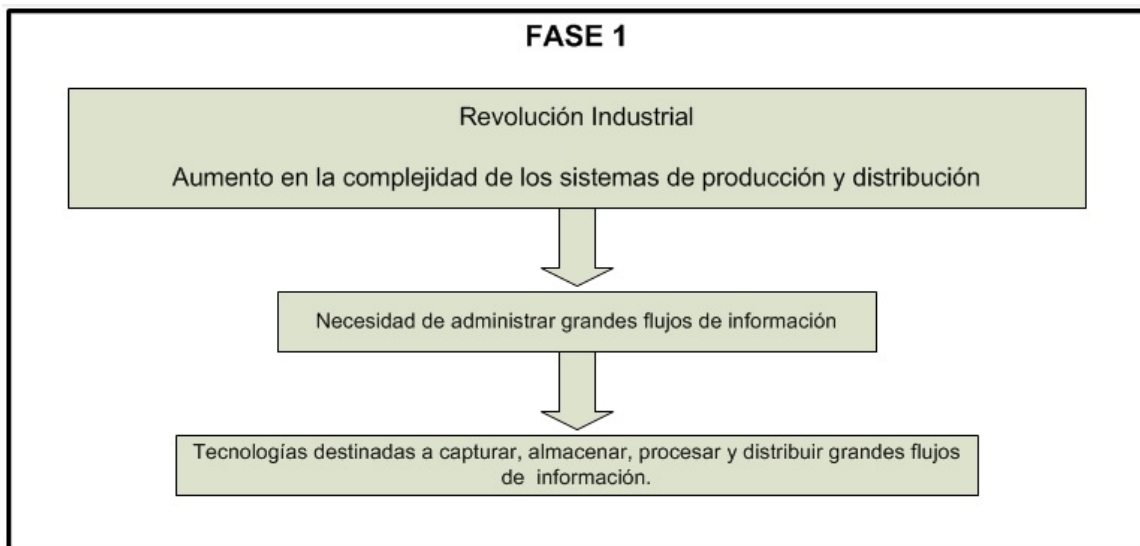 FASE 1
Revolución Industrial
Aumento en la complejidad de los sistemas de producción y distribución
Necesidad de administrar grandes flujos de información
Tecnologías destinadas a capturar, almacenar, procesar y distribuir grandes flujos
de información.